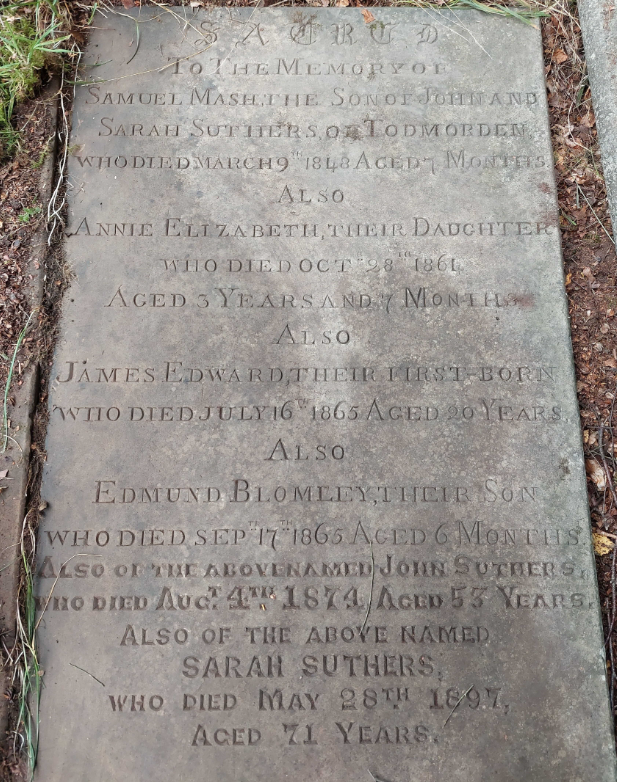 SACRED
TO THE MEMORY OF
SAMUEL MASH, THE SON OF JOHN AND
SARAH SUTHERS, OF TODMORDEN,
WHO DIED MARCH 9TH 1848 AGED 7 MONTHS
ALSO
ANNIE ELIZABETH, THEIR DAUGHTER
WHO DIED OCTR 28TH 1861
AGED 3 YEARS AND 7 MONTHS
ALSO
JAMES EDWARD, THEIR FIRST-BORN
WHO DIED JULY 16TH 1865 AGED 20 YEARS
ALSO
EDMUND BLOMLEY, THEIR SON
WHO DIED SEPTR 17TH 1865 AGED 6 MONTHS.
ALSO OF THE ABOVE NAMED JOHN SUTHERS,
WHO DIED AUGT 4TH 1874, AGED 53 YEARS.
ALSO OF THE ABOVE NAMED
SARAH SUTHERS,
WHO DIED MAY 28TH 1897,
AGED 71 YEARS.